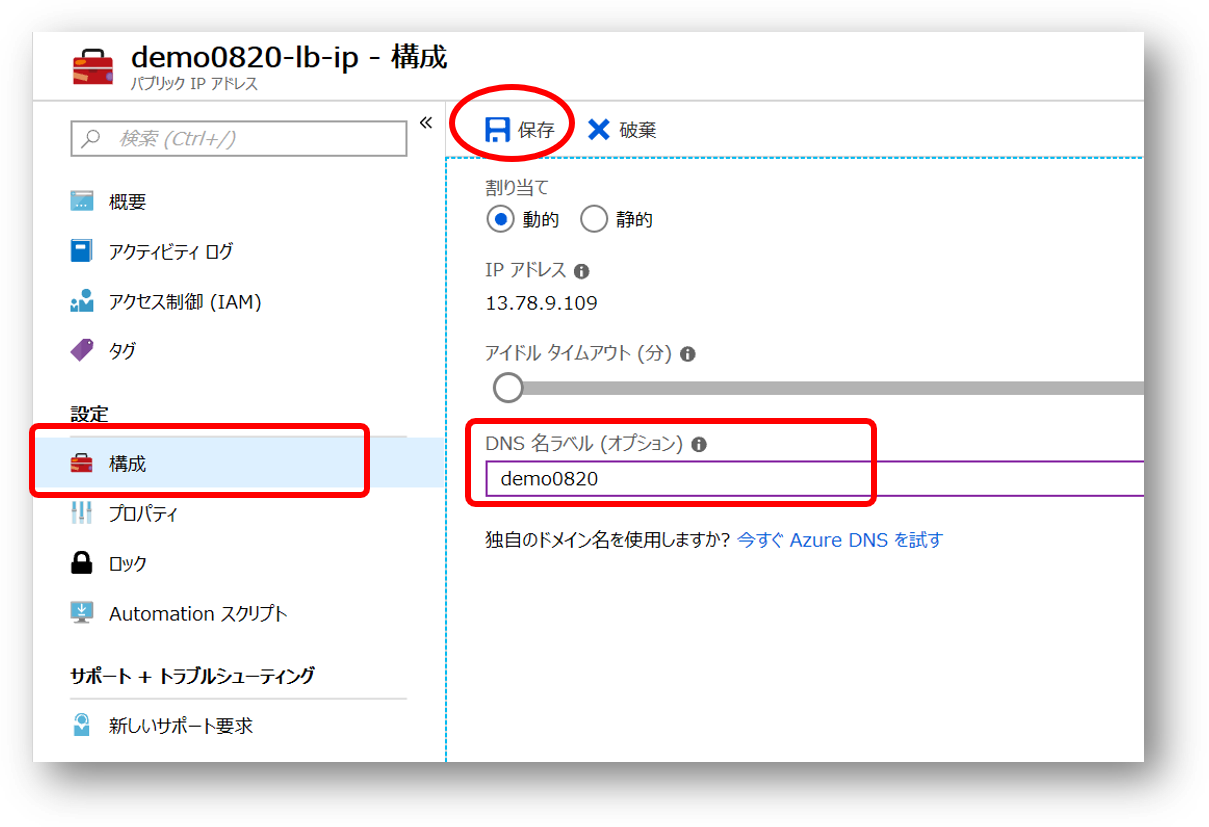 demo0820-lb-ip - 構成
パブリック IP アドレス
検索 (Ctrl+/)
«
概要
アクティビティ ログ
アクセス制御 (IAM)
タグ
設定
構成
プロパティ
ロック
Automation スクリプト
サポート + トラブルシューティング
新しいサポート要求
保存
破棄
割り当て
動的
静的
IP アドレス
13.78.9.109
アイドル タイムアウト (分)
DNS 名ラベル (オプション)
demo0820
独自のドメイン名を使用しますか? 今すぐ Azure DNS を試す